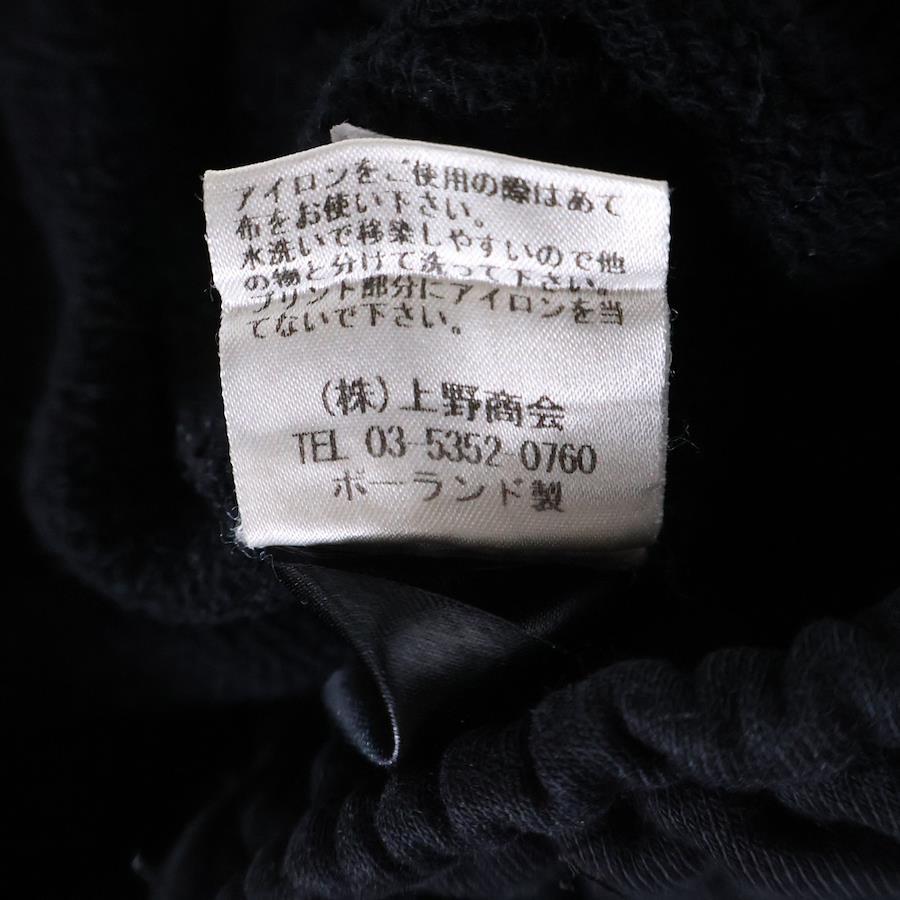 アイロンをご使用の際はあて
布をお使い下さい。
水洗いで移染しやすいので他
の物と分けて洗って下さい。
プリント部分にアイロンを当
てないで下さい。
(株)上野商会
TEL 03-5352-0760
ポーランド製